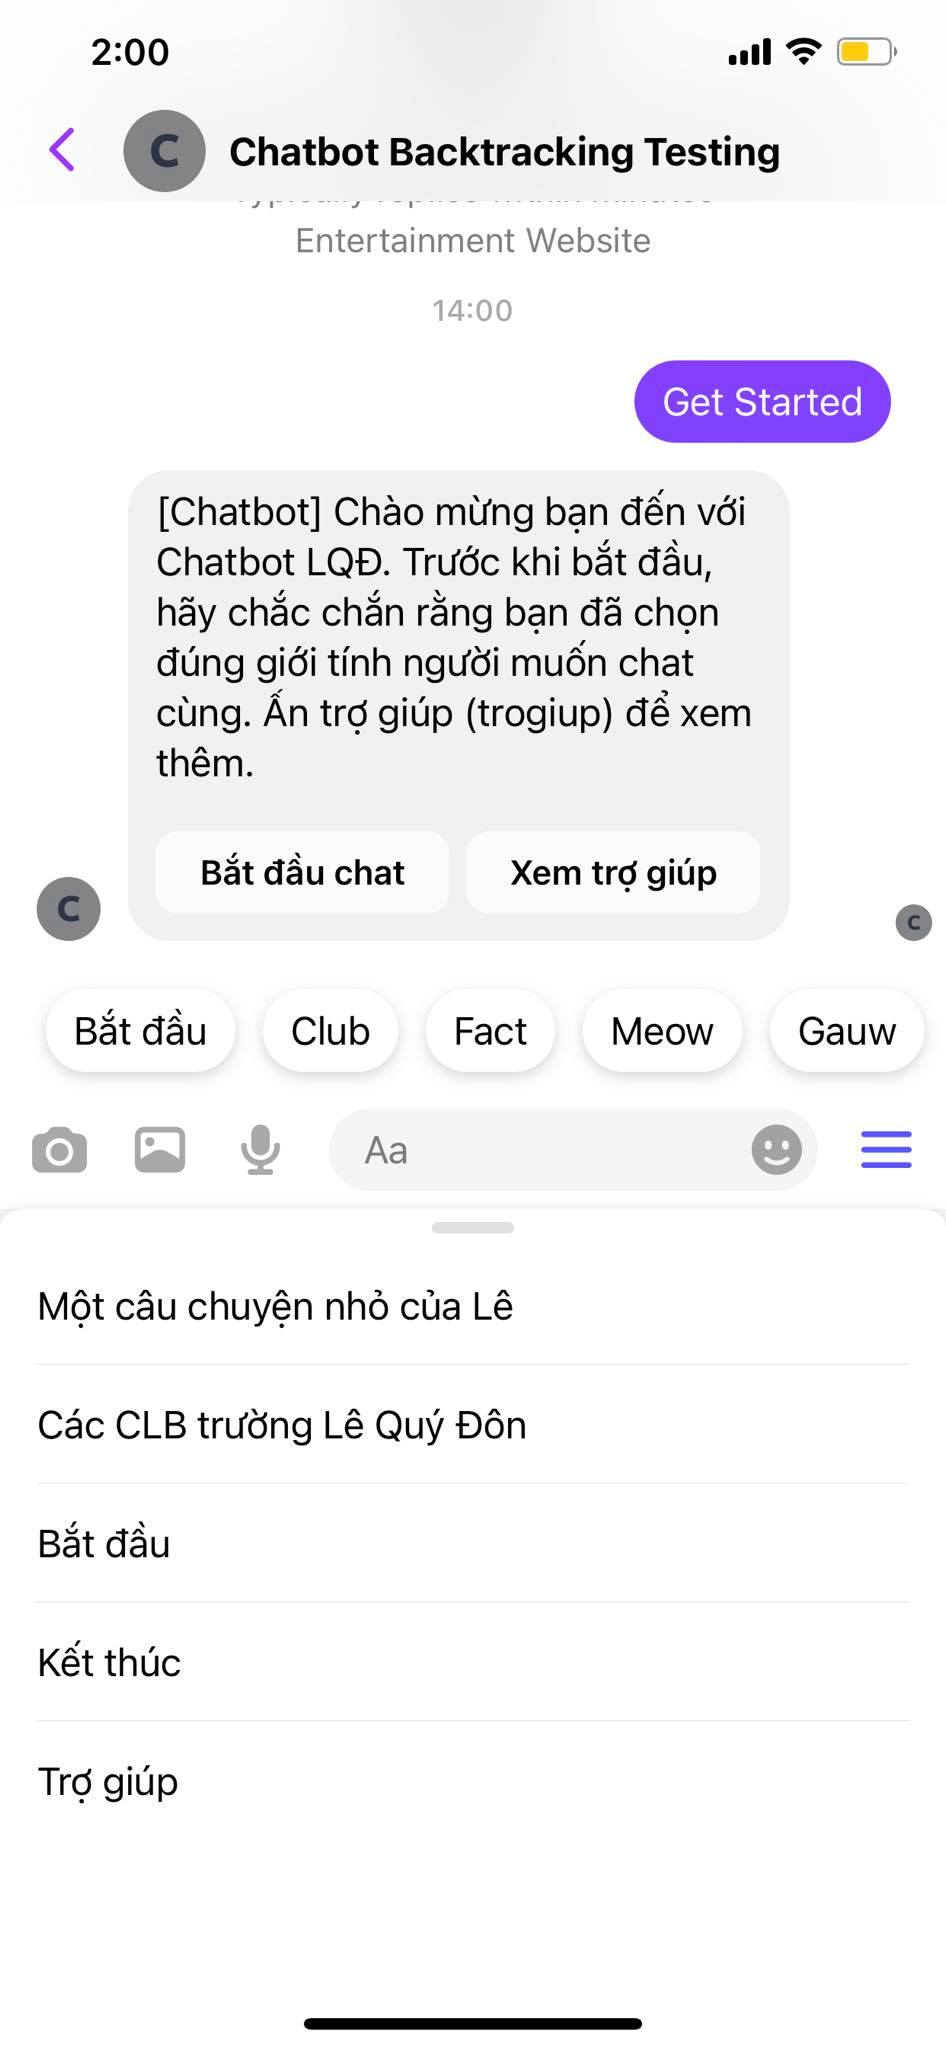 2:00
C
Chatbot Backtracking Testing
Entertainment Website
14:00
Get Started
[Chatbot] Chào mừng bạn đến với
Chatbot LQĐ. Trước khi bắt đầu,
hãy chắc chắn rằng bạn đã chọn
đúng giới tính người muốn chat
cùng. Ấn trợ giúp (trogiup) để xem
thêm.
Bắt đầu chat Xem trợ giúp
C
C
Bắt đầu Club Fact Meow Gauw
Aa
Một câu chuyện nhỏ của Lê
Các CLB trường Lê Quý Đôn
Bắt đầu
Kết thúc
Trợ giúp